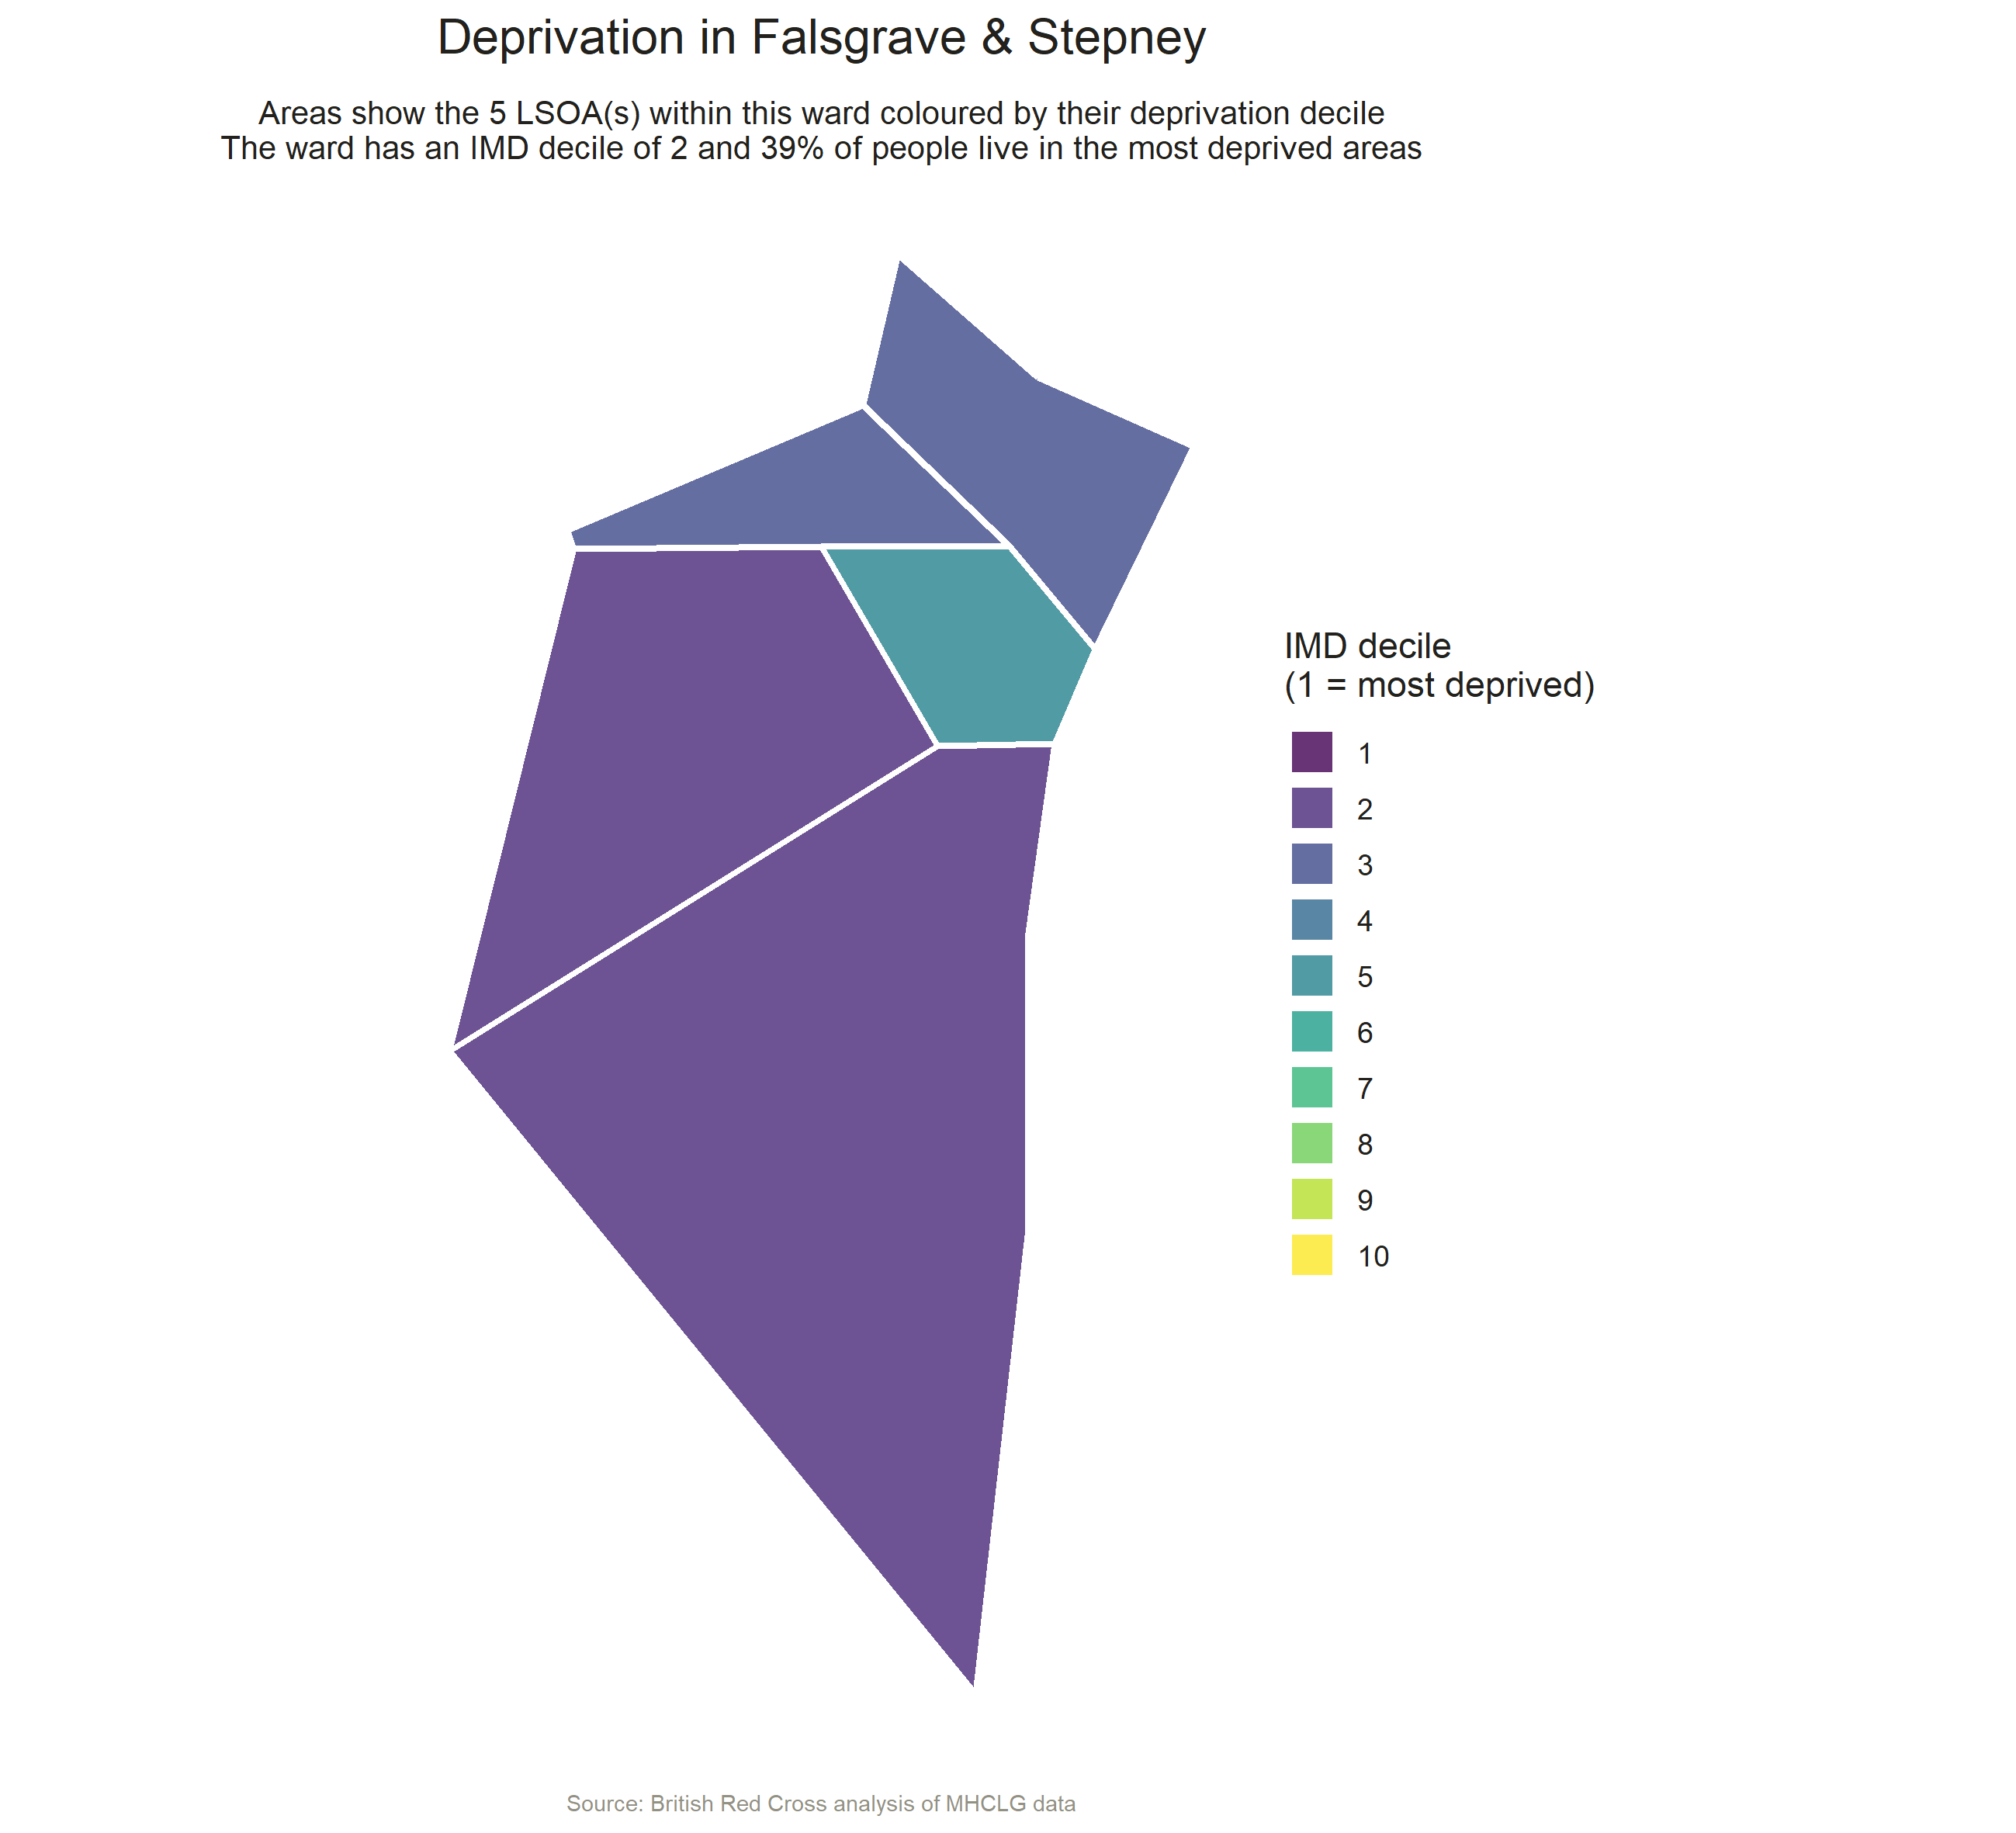 Deprivation in Falsgrave & Stepney
Areas show the 5 LSOA(s) within this ward coloured by their deprivation decile
The ward has an IMD decile of 2 and 39% of people live in the most deprived areas
IMD decile
(1 = most deprived)
1
2
3
4
5
6
7
8
9
10
Source: British Red Cross analysis of MHCLG data